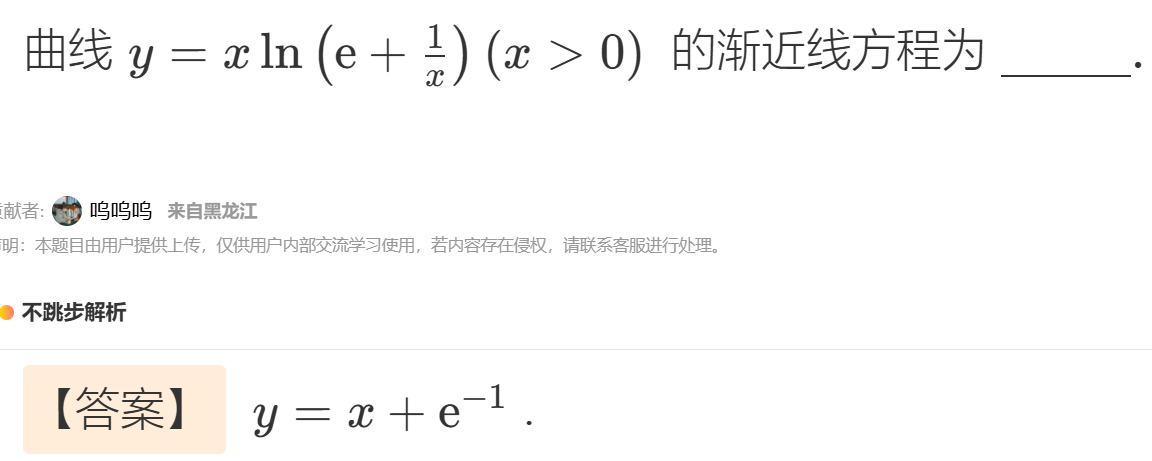 曲线 y = x ln (e + 1/x) (x > 0) 的渐近线方程为 ______.
献者: 呜呜呜 来自黑龙江
明：本题目由用户提供上传，仅供用户内部交流学习使用，若内容存在侵权，请联系客服进行处理。
不跳步解析
【答案】 y = x + e⁻¹ .